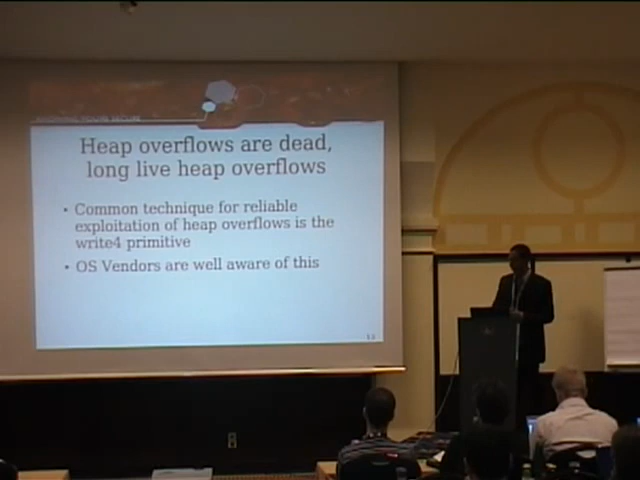 Heap overflows are dead,
long live heap overflows
• Common technique for reliable
exploitation of heap overflows is the
write4 primitive
• OS Vendors are well aware of this